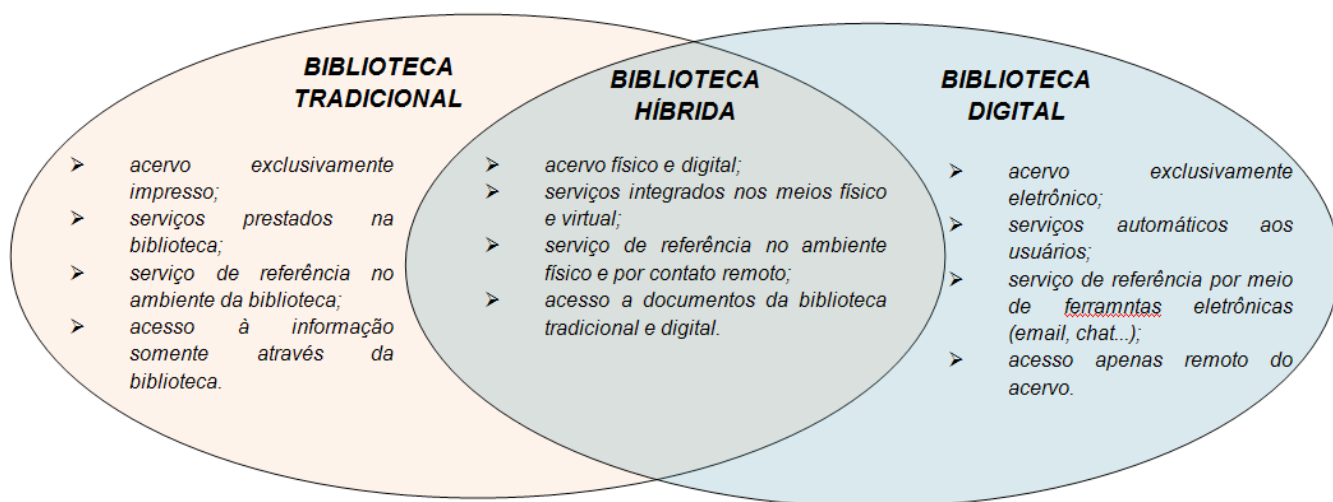 BIBLIOTECA
TRADICIONAL
➢ acervo exclusivamente
impresso;
➢ serviços prestados na
biblioteca;
➢ serviço de referência no
ambiente da biblioteca;
➢ acesso à informação
somente através da
biblioteca.
BIBLIOTECA
HÍBRIDA
➢ acervo físico e digital;
➢ serviços integrados nos meios físico
e virtual;
➢ serviço de referência no ambiente
físico e por contato remoto;
➢ acesso a documentos da biblioteca
tradicional e digital.
BIBLIOTECA
DIGITAL
➢ acervo exclusivamente
eletrônico;
➢ serviços automáticos aos
usuários;
➢ serviço de referência por meio
de ferramntas eletrônicas
(email, chat...);
➢ acesso apenas remoto do
acervo.